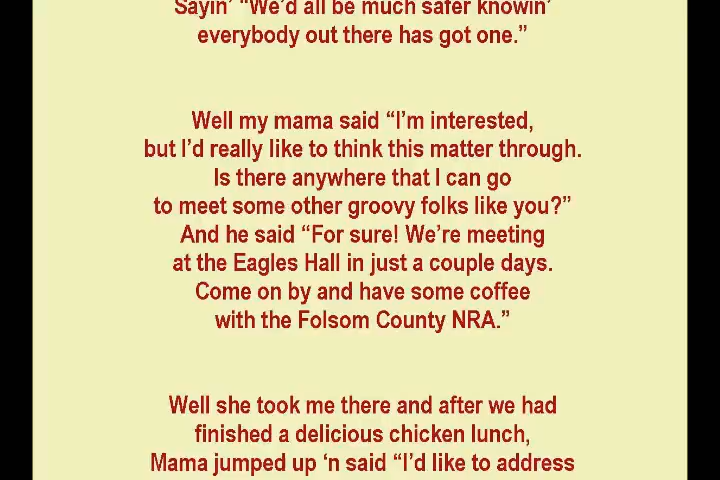 Sayin’ “We’d all be much safer knowin’
everybody out there has got one.”
Well my mama said “I’m interested,
but I’d really like to think this matter through.
Is there anywhere that I can go
to meet some other groovy folks like you?”
And he said “For sure! We’re meeting
at the Eagles Hall in just a couple days.
Come on by and have some coffee
with the Folsom County NRA.”
Well she took me there and after we had
finished a delicious chicken lunch,
Mama jumped up ‘n said “I’d like to address